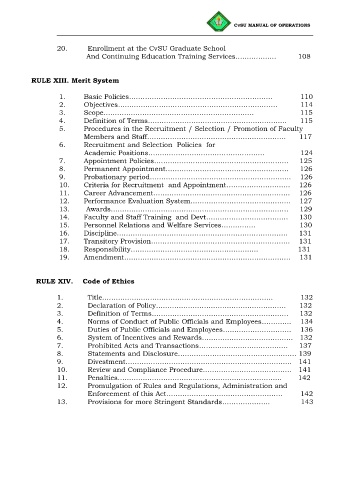 CvSU MANUAL OF OPERATIONS
20. Enrollment at the CvSU Graduate School
And Continuing Education Training Services.................. 108
RULE XIII. Merit System
1. Basic Policies.............................................................. 110
2. Objectives.................................................................. 114
3. Scope............................................................... 115
4. Definition of Terms.......................................................... 115
5. Procedures in the Recruitment / Selection / Promotion of Faculty
Members and Staff.......................................................... 117
6. Recruitment and Selection Policies for
Academic Positions................................................. 124
7. Appointment Policies....................................................... 125
8. Permanent Appointment.................................................. 126
9. Probationary period......................................................... 126
10. Criteria for Recruitment and Appointment......................... 126
11. Career Advancement....................................................... 126
12. Performance Evaluation System........................................ 127
13. Awards..................................................................... 129
14. Faculty and Staff Training and Devt................................. 130
15. Personnel Relations and Welfare Services............... 130
16. Discipline.................................................................. 131
17. Transitory Provision......................................................... 131
18. Responsibility..................................................... 131
19. Amendment................................................................ 131
RULE XIV. Code of Ethics
1. Title.................................................................. 132
2. Declaration of Policy...................................................... 132
3. Definition of Terms........................................................ 132
4. Norms of Conduct of Public Officials and Employees............. 134
5. Duties of Public Officials and Employees............................ 136
6. System of Incentives and Rewards.................................... 132
7. Prohibited Acts and Transactions..................................... 137
8. Statements and Disclosure................................................ 139
9. Divestment.................................................................. 141
10. Review and Compliance Procedure.................................... 141
11. Penalties........................................................... 142
12. Promulgation of Rules and Regulations, Administration and
Enforcement of this Act.................................................. 142
13. Provisions for more Stringent Standards..................... 143